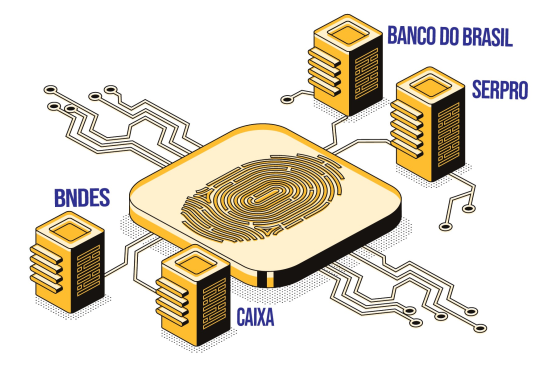 BANCO DO BRASIL
SERPRO
BNDES
CAIXA